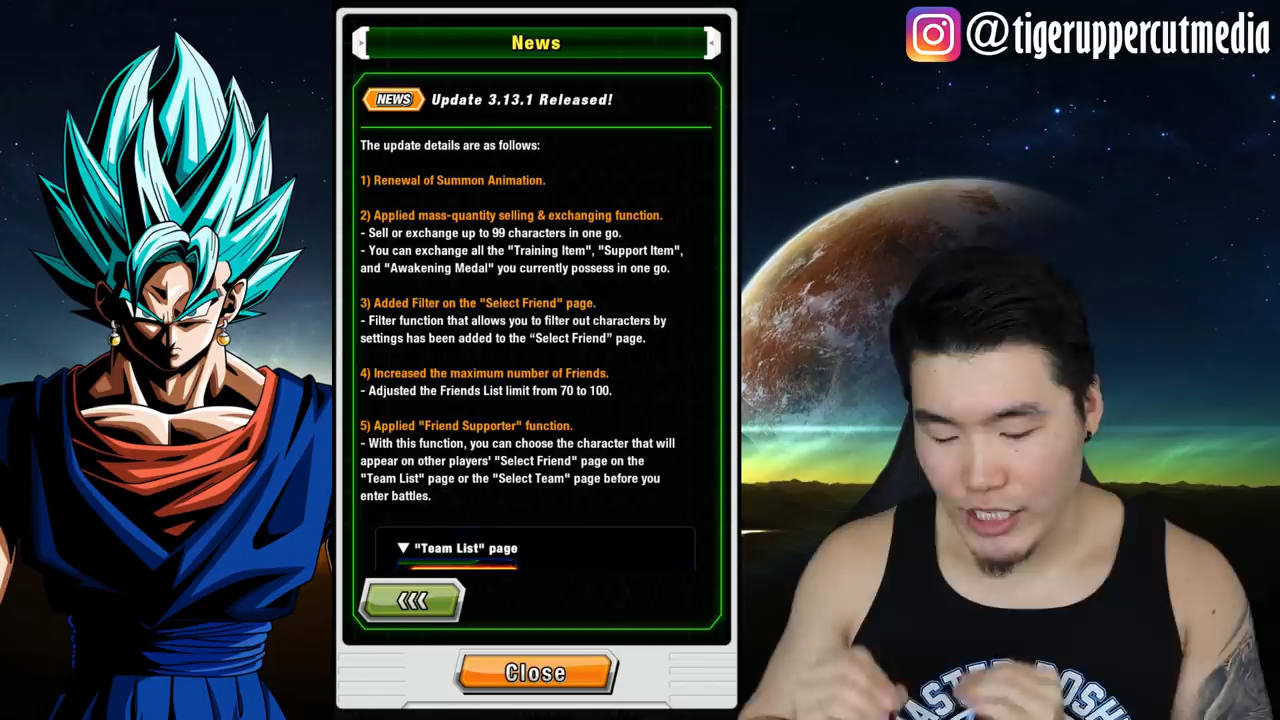 News
@tigeruppercutmedia
NEWS Update 3.13.1 Released!
The update details are as follows:
1) Renewal of Summon Animation.
2) Applied mass-quantity selling & exchanging function.
- Sell or exchange up to 99 characters in one go.
- You can exchange all the "Training Item", "Support Item",
and "Awakening Medal" you currently possess in one go.
3) Added Filter on the "Select Friend" page.
- Filter function that allows you to filter out characters by
settings has been added to the “Select Friend” page.
4) Increased the maximum number of Friends.
- Adjusted the Friends List limit from 70 to 100.
5) Applied "Friend Supporter" function.
- With this function, you can choose the character that will
appear on other players' "Select Friend" page on the
"Team List" page or the "Select Team" page before you
enter battles.
▼ "Team List" page
Close